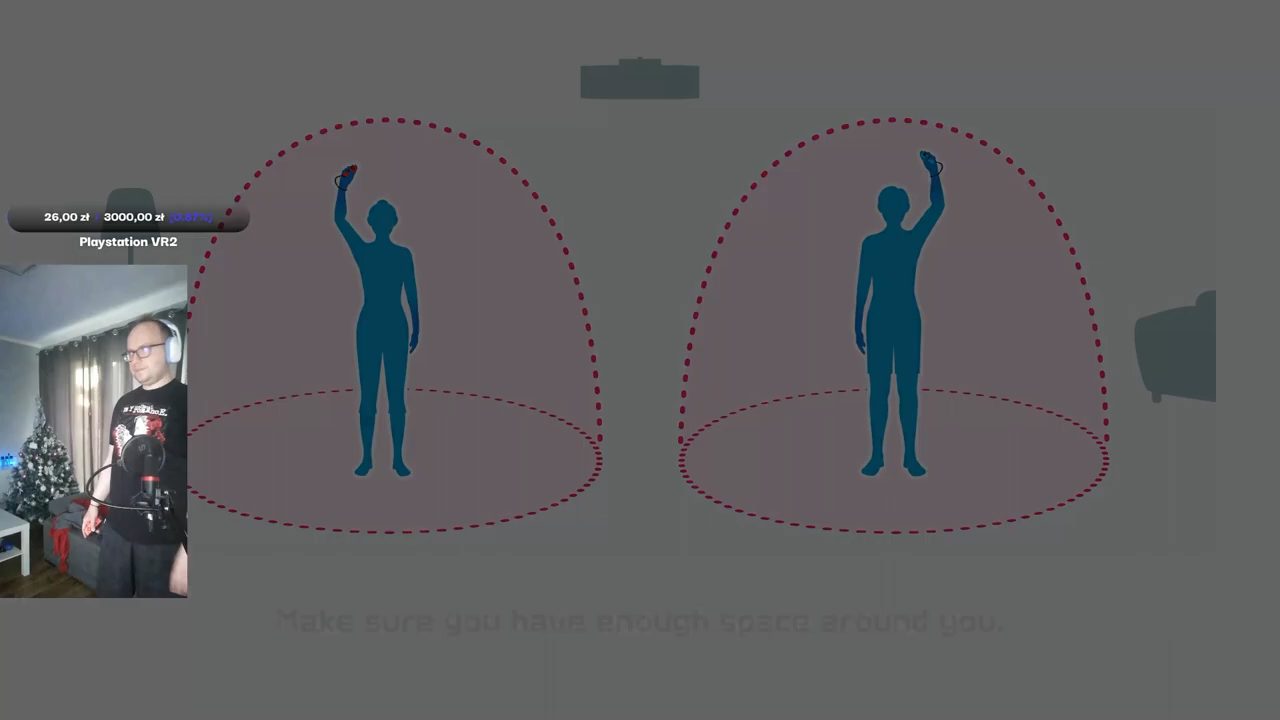 26,00 zł / 3000,00 zł (0,87%)
Playstation VR2
Make sure you have enough space around you.